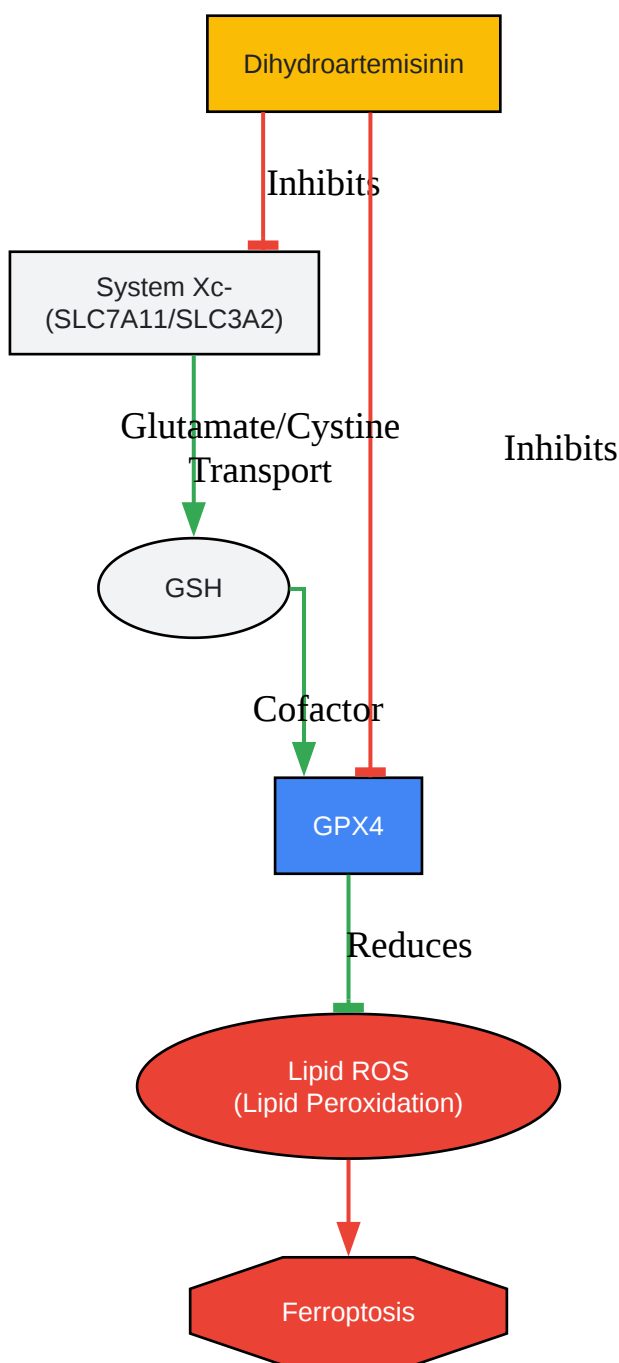 Dihydroartemisinin
Inhibits
System Xc-
(SLC7A11/SLC3A2)
Glutamate/Cystine
Transport
Inhibits
GSH
Cofactor
GPX4
Reduces
Lipid ROS
(Lipid Peroxidation)
Ferroptosis